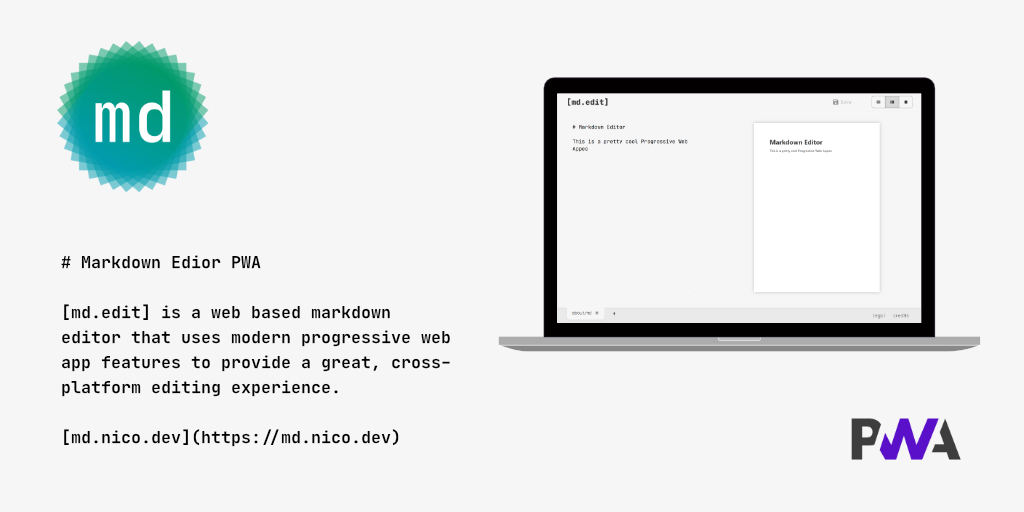 md
# Markdown Edior PWA
[md.edit] is a web based markdown
editor that uses modern progressive web
app features to provide a great, cross-
platform editing experience.
[md.nico.dev](https://md.nico.dev)
[md.edit]
Save
# Markdown Editor
This is a pretty cool Progressive Web
Appec
Markdown Editor
This is a pretty cool Progressive Web Appec
about.md ×
+
legal credits
PWA